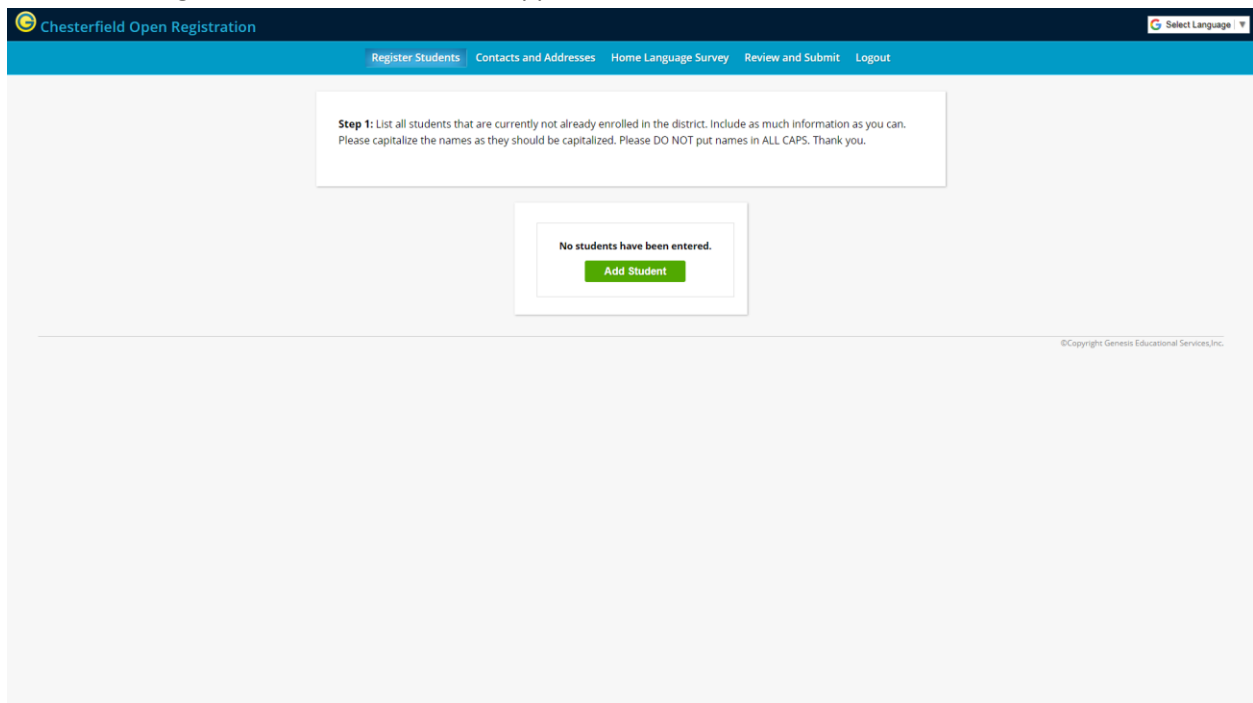 Chesterfield Open Registration
G Select Language ▼
Register Students Contacts and Addresses Home Language Survey Review and Submit Logout
Step 1: List all students that are currently not already enrolled in the district. Include as much information as you can.
Please capitalize the names as they should be capitalized. Please DO NOT put names in ALL CAPS. Thank you.
No students have been entered.
Add Student
©Copyright Genesis Educational Services,Inc.